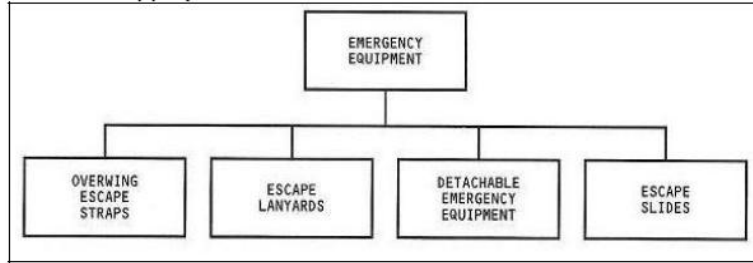 EMERGENCY
EQUIPMENT
OVERWING
ESCAPE
STRAPS
ESCAPE
LANYARDS
DETACHABLE
EMERGENCY
EQUIPMENT
ESCAPE
SLIDES